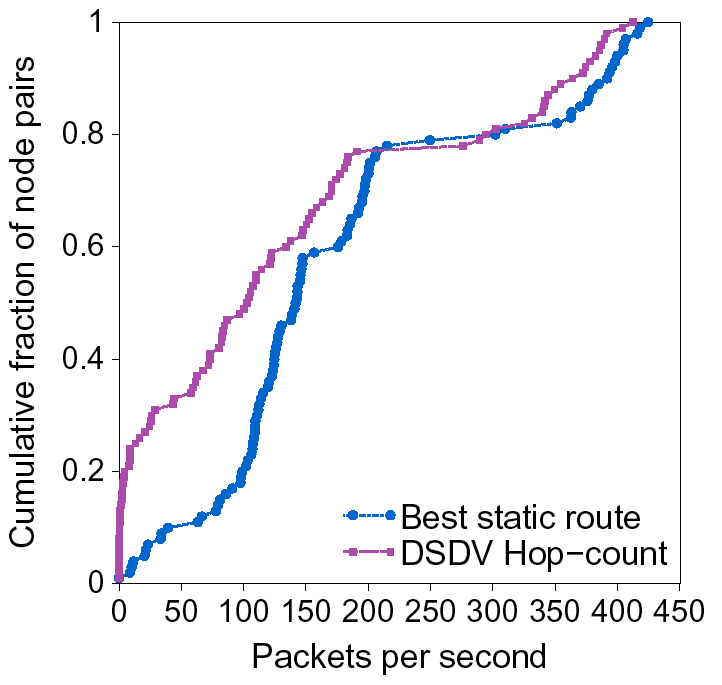 Cumulative fraction of node pairs
1
0.8
0.6
0.4
0.2
0
0 50 100 150 200 250 300 350 400 450
Packets per second
Best static route
DSDV Hop−count